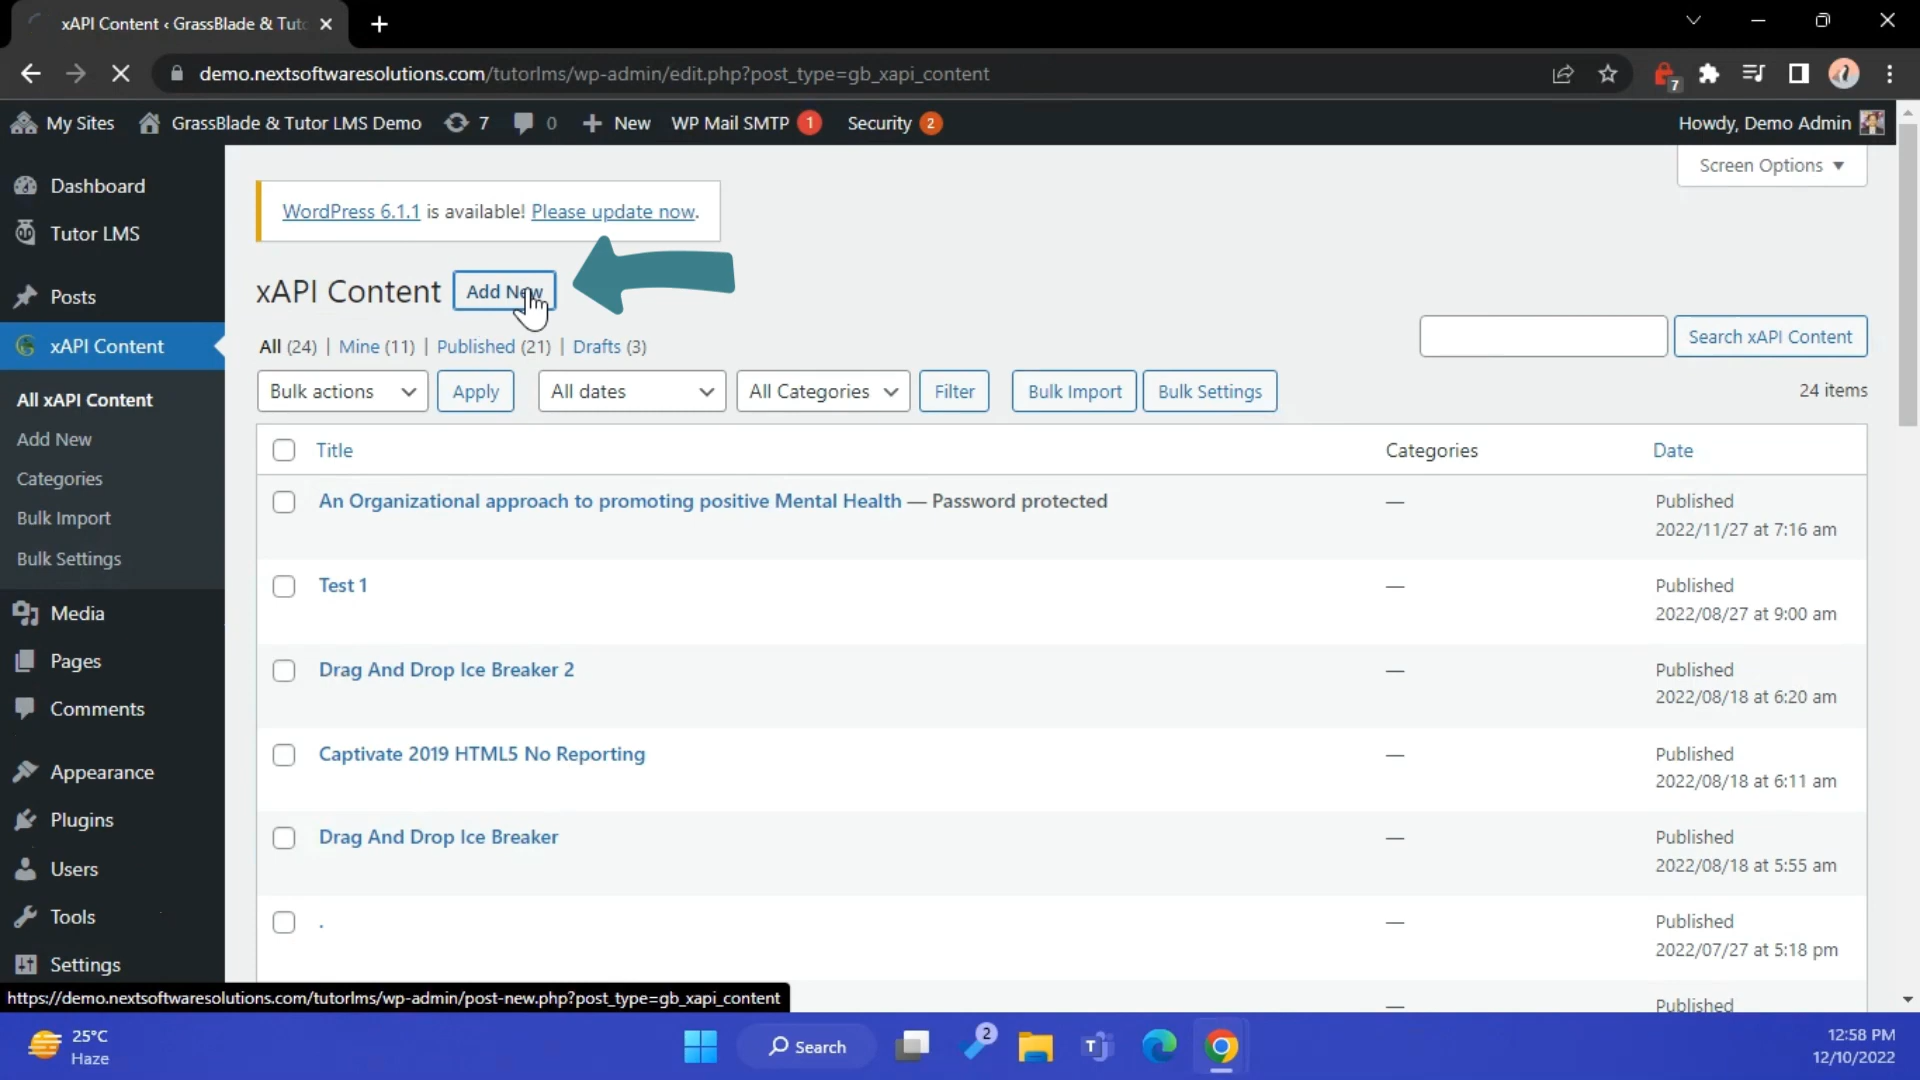 xAPI Content ‹ GrassBlade & Tuto
demo.nextsoftwaresolutions.com/tutorlms/wp-admin/edit.php?post_type=gb_xapi_content
7
My Sites GrassBlade & Tutor LMS Demo 7 0 New WP Mail SMTP 1 Security 2 Howdy, Demo Admin
Screen Options
Dashboard
Tutor LMS
Posts
xAPI Content
All xAPI Content
Add New
Categories
Bulk Import
Bulk Settings
Media
Pages
Comments
Appearance
Plugins
Users
Tools
Settings
WordPress 6.1.1 is available! Please update now.
xAPI Content Add New
All (24) | Mine (11) | Published (21) | Drafts (3)
Search xAPI Content
Bulk actions Apply All dates All Categories Filter Bulk Import Bulk Settings 24 items
Title Categories Date
An Organizational approach to promoting positive Mental Health — Password protected — Published
2022/11/27 at 7:16 am
Test 1 — Published
2022/08/27 at 9:00 am
Drag And Drop Ice Breaker 2 — Published
2022/08/18 at 6:20 am
Captivate 2019 HTML5 No Reporting — Published
2022/08/18 at 6:11 am
Drag And Drop Ice Breaker — Published
2022/08/18 at 5:55 am
. — Published
2022/07/27 at 5:18 pm
— Published
https://demo.nextsoftwaresolutions.com/tutorlms/wp-admin/post-new.php?post_type=gb_xapi_content
25°C
Haze
Search
2
12:58 PM
12/10/2022